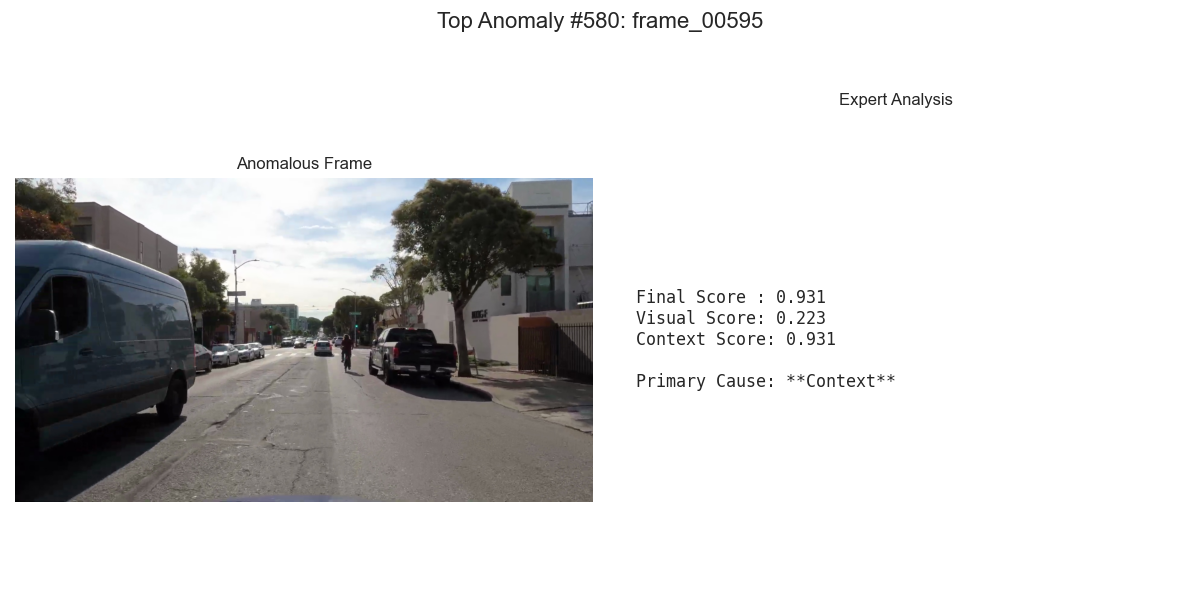 Top Anomaly #580: frame_00595
Expert Analysis
Anomalous Frame
Final Score : 0.931
Visual Score: 0.223
Context Score: 0.931
Primary Cause: **Context**